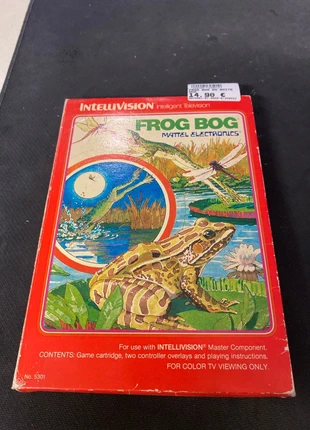 14.96 €
INTELLIVISION Intelligent Television
FROG BOG
MATTEL ELECTRONICS®
For use with INTELLIVISION® Master Component.
CONTENTS: Game cartridge, two controller overlays and playing instructions.
FOR COLOR TV VIEWING ONLY.
No. 5301